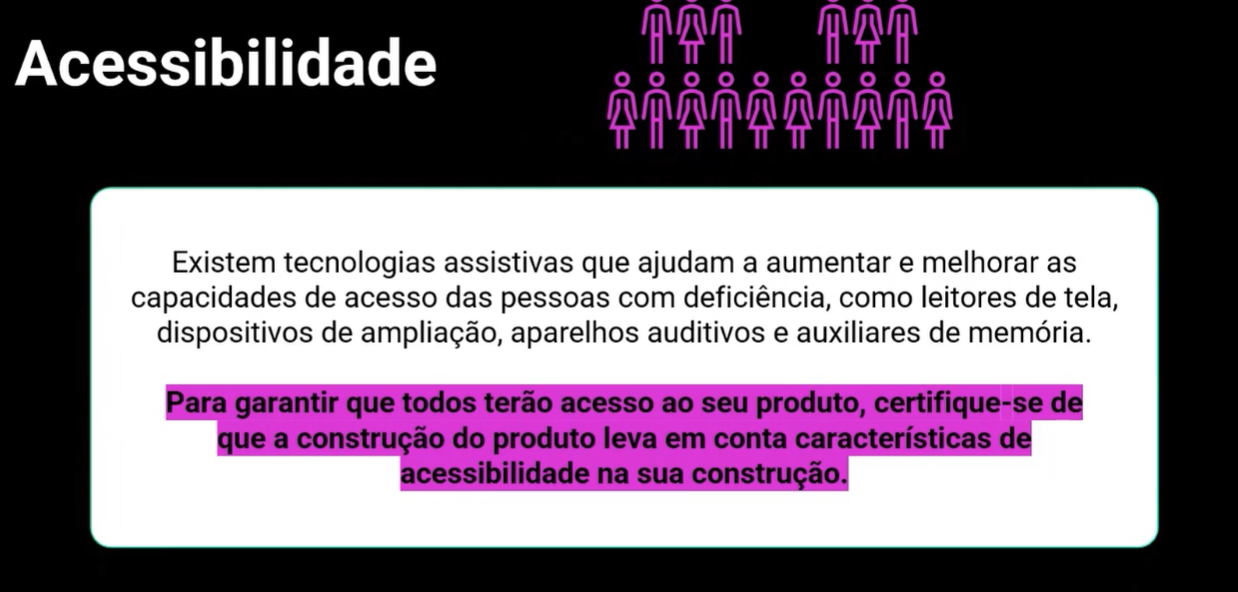 Acessibilidade
Existem tecnologias assistivas que ajudam a aumentar e melhorar as
capacidades de acesso das pessoas com deficiência, como leitores de tela,
dispositivos de ampliação, aparelhos auditivos e auxiliares de memória.
Para garantir que todos terão acesso ao seu produto, certifique-se de
que a construção do produto leva em conta características de
acessibilidade na sua construção.